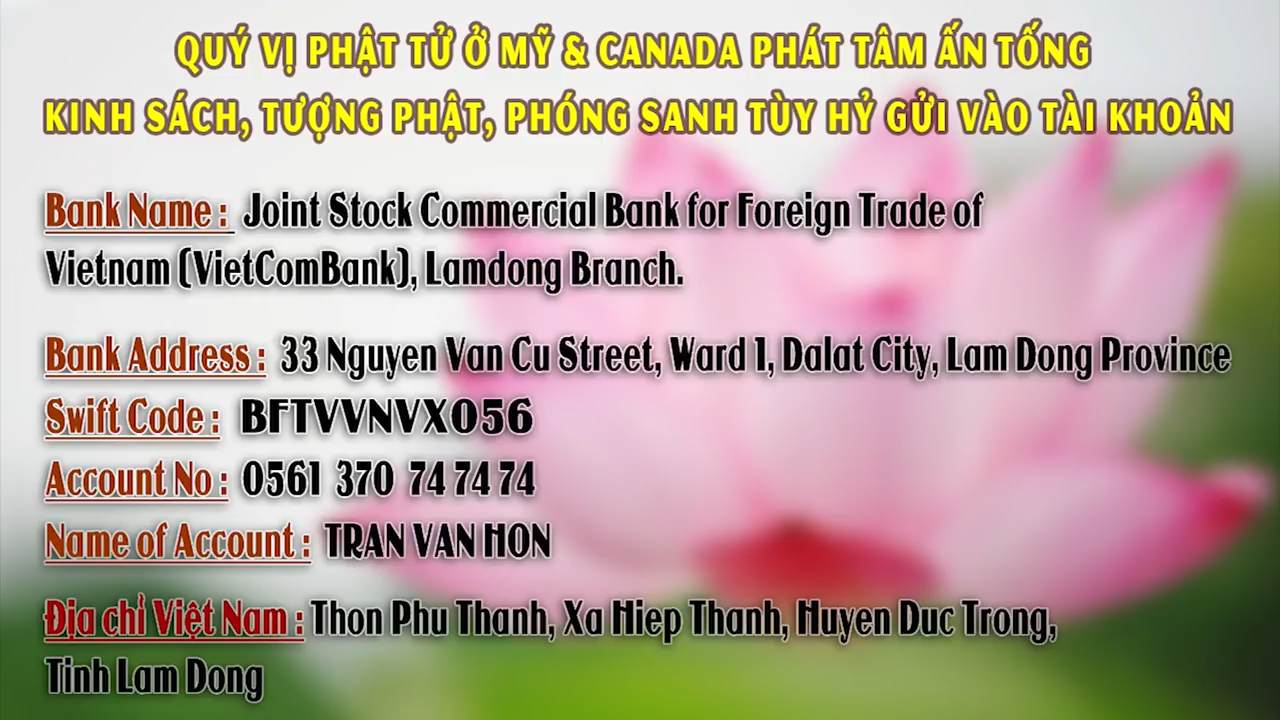 QUÝ VỊ PHẬT TỬ Ở MỸ & CANADA PHÁT TÂM ẤN TỐNG
KINH SÁCH, TƯỢNG PHẬT, PHÓNG SANH TÙY HỶ GỬI VÀO TÀI KHOẢN
Bank Name : Joint Stock Commercial Bank for Foreign Trade of
Vietnam (VietComBank), Lamdong Branch.
Bank Address : 33 Nguyen Van Cu Street, Ward 1, Dalat City, Lam Dong Province
Swift Code : BFTVVNVX056
Account No : 0561 370 74 74 74
Name of Account : TRAN VAN HON
Địa chỉ Việt Nam : Thon Phu Thanh, Xa Hiep Thanh, Huyen Duc Trong,
Tinh Lam Dong